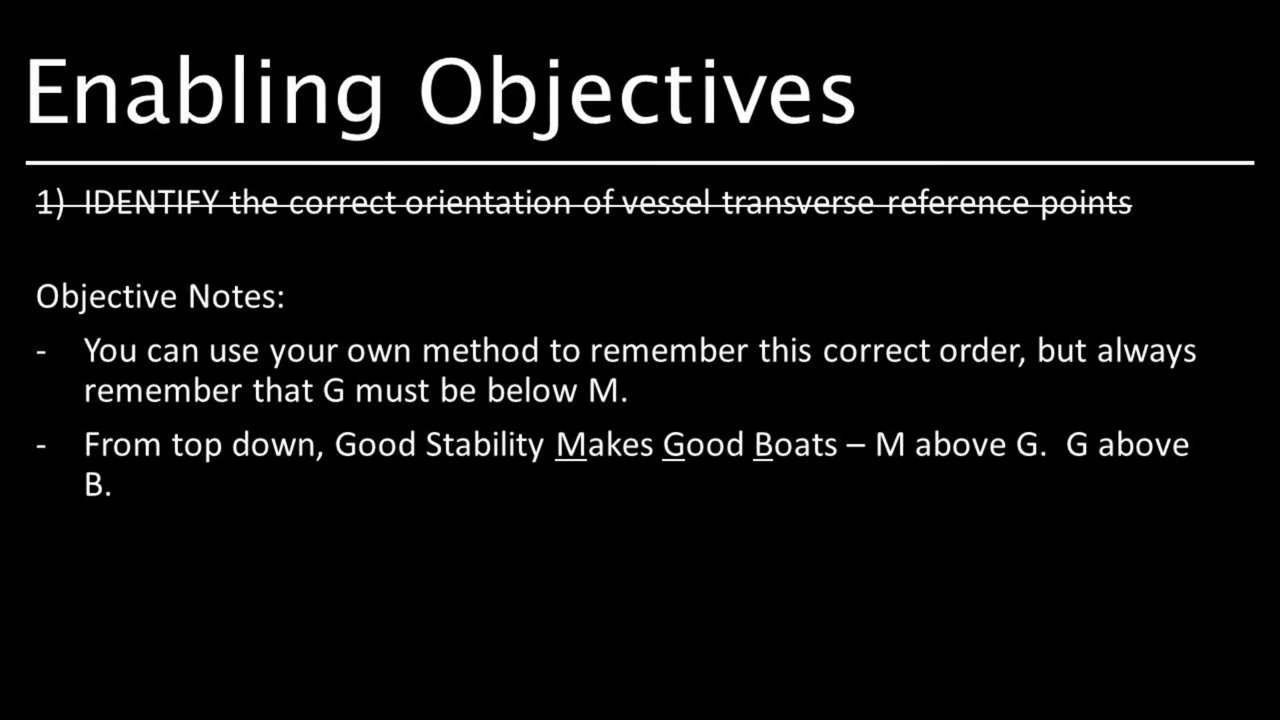 Enabling Objectives
1) IDENTIFY the correct orientation of vessel transverse reference points
Objective Notes:
- You can use your own method to remember this correct order, but always
remember that G must be below M.
- From top down, Good Stability Makes Good Boats – M above G.  G above
B.